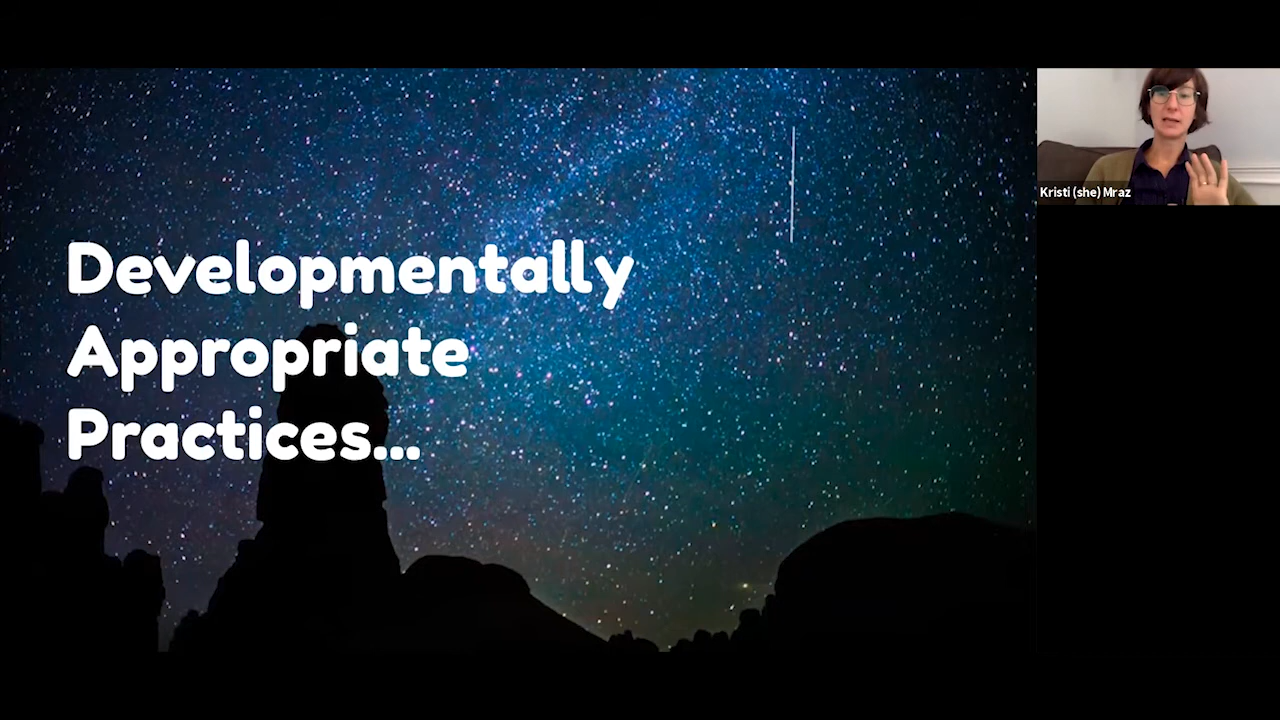 Developmentally
Appropriate
Practices...
Kristi (she) Mraz